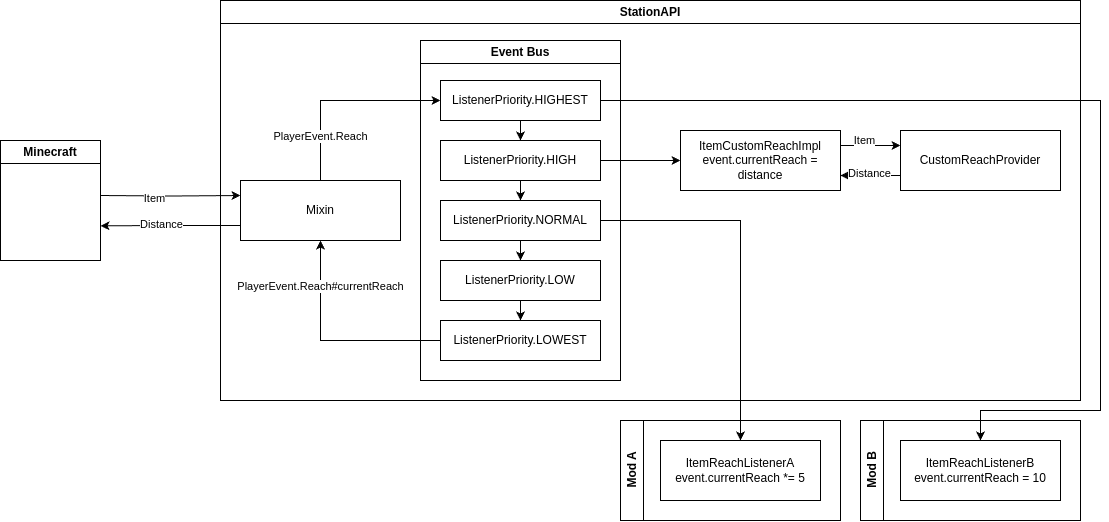 StationAPI
Event Bus
ListenerPriority.HIGHEST
PlayerEvent.Reach
Minecraft
ListenerPriority.HIGH
ItemCustomReachImpl
event.currentReach =
distance
Item
CustomReachProvider
Distance
Item
Mixin
Distance
ListenerPriority.NORMAL
ListenerPriority.LOW
PlayerEvent.Reach#currentReach
ListenerPriority.LOWEST
Mod A
ItemReachListenerA
event.currentReach *= 5
Mod B
ItemReachListenerB
event.currentReach = 10